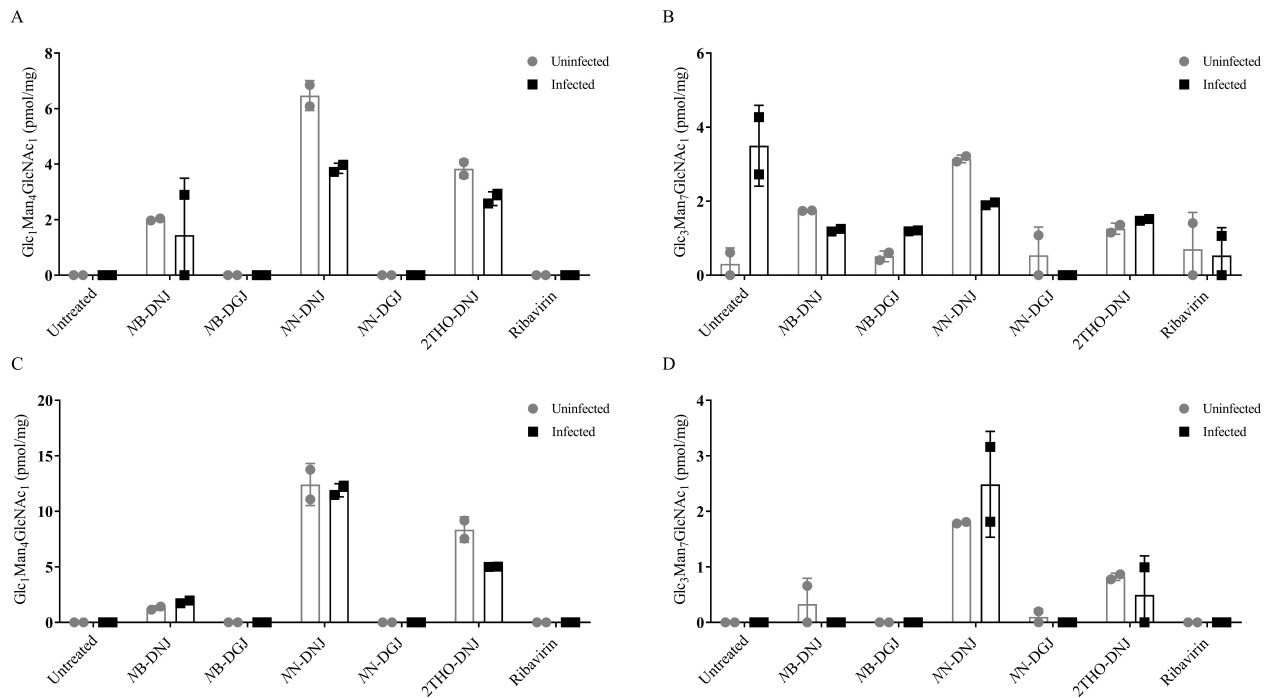 A
Glc₁Man₄GlcNAc₁ (pmol/mg)
8
6
4
2
0
Uninfected
Infected
Untreated
NB-DNJ
NB-DGJ
NN-DNJ
NN-DGJ
2THO-DNJ
Ribavirin
B
Glc₃Man₇GlcNAc₁ (pmol/mg)
6
4
2
0
Uninfected
Infected
Untreated
NB-DNJ
NB-DGJ
NN-DNJ
NN-DGJ
2THO-DNJ
Ribavirin
C
Glc₁Man₄GlcNAc₁ (pmol/mg)
20
15
10
5
0
Uninfected
Infected
Untreated
NB-DNJ
NB-DGJ
NN-DNJ
NN-DGJ
2THO-DNJ
Ribavirin
D
Glc₃Man₇GlcNAc₁ (pmol/mg)
4
3
2
1
0
Uninfected
Infected
Untreated
NB-DNJ
NB-DGJ
NN-DNJ
NN-DGJ
2THO-DNJ
Ribavirin